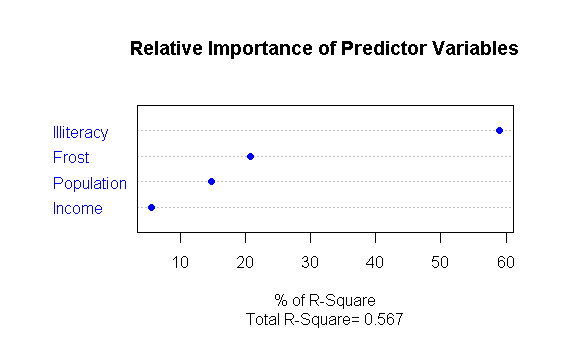 Relative Importance of Predictor Variables
Illiteracy
Frost
Population
Income
10 20 30 40 50 60
% of R-Square
Total R-Square= 0.567